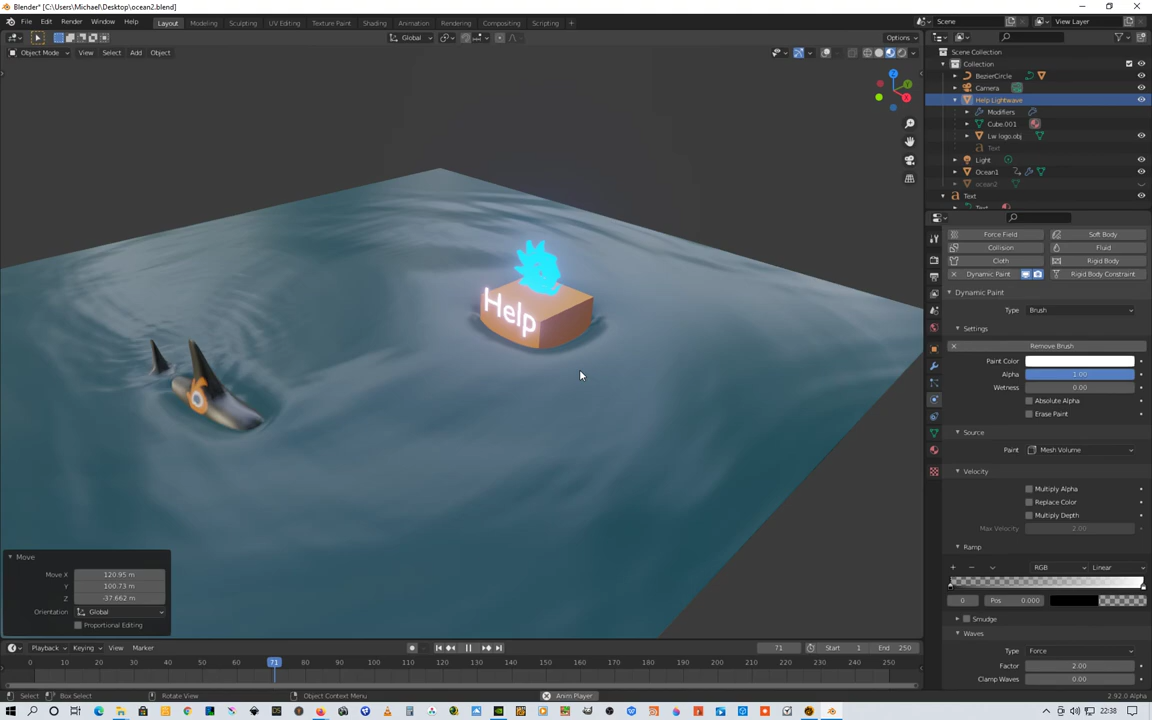 Blender* [C:\Users\Michael\Desktop\ocean2.blend]
File Edit Render Window Help
Layout Modeling Sculpting UV Editing Texture Paint Shading Animation Rendering Compositing Scripting +
Scene
View Layer
Object Mode View Select Add Object
Global
Options
Scene Collection
Collection
BezierCircle
Camera
Help Lightwave
Modifiers
Cube.001
Lw logo.obj
Text
Light
Ocean1
ocean2
Text
Text
X
Y
Z
Help
Force Field Soft Body
Collision Fluid
Cloth Rigid Body
Dynamic Paint Rigid Body Constraint
Dynamic Paint
Type Brush
Settings
Remove Brush
Paint Color
Alpha 1.00
Wetness 0.00
Absolute Alpha
Erase Paint
Source
Paint Mesh Volume
Velocity
Multiply Alpha
Replace Color
Multiply Depth
Max Velocity 2.00
Ramp
RGB Linear
0 Pos 0.000
Smudge
Waves
Type Force
Factor 2.00
Clamp Waves 0.00
Move
Move X 120.95 m
Y 100.73 m
Z -37.662 m
Orientation Global
Proportional Editing
Playback Keying View Marker
71 Start 1 End 250
0 10 20 30 40 50 60 71 80 90 100 110 120 130 140 150 160 170 180 190 200 210 220 230 240 250
Select Box Select Rotate View Object Context Menu Anim Player 2.92.0 Alpha
22:38